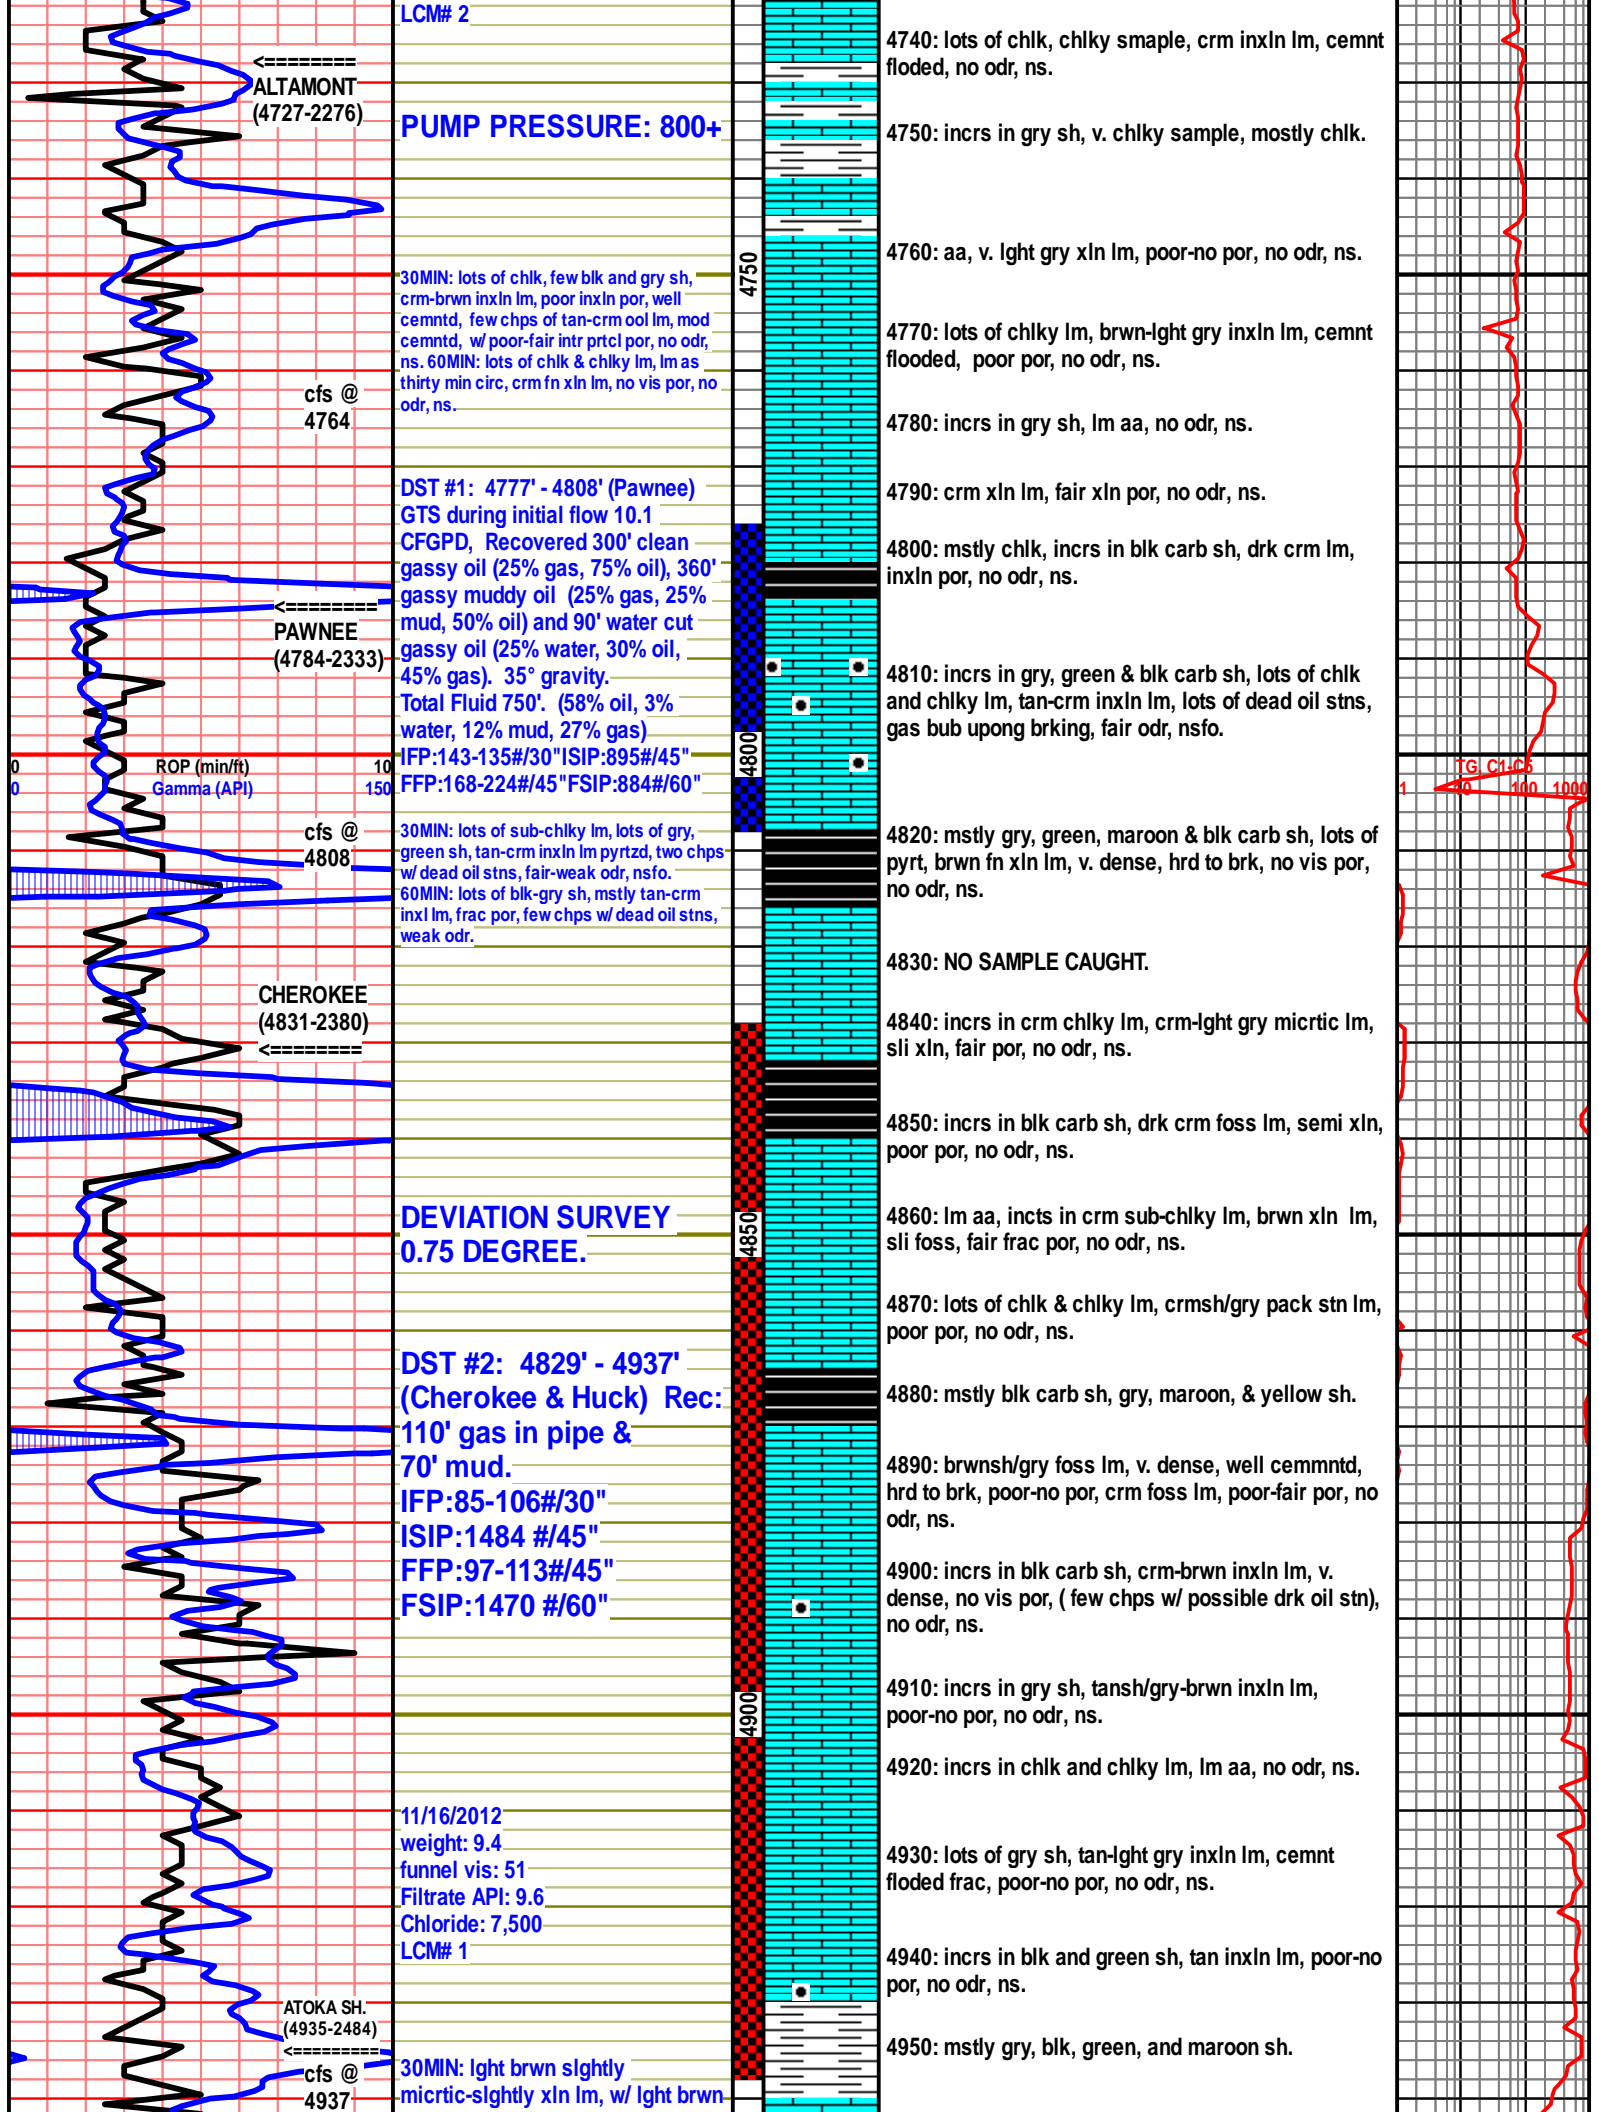 LCM# 2
<========
ALTAMONT
(4727-2276)
PUMP PRESSURE: 800+
4740: lots of chlk, chlky smaple, crm inxln lm, cemnt
floded, no odr, ns.
4750: incrs in gry sh, v. chlky sample, mostly chlk.
4750
4760: aa, v. lght gry xln lm, poor-no por, no odr, ns.
30MIN: lots of chlk, few blk and gry sh,
crm-brwn inxln lm, poor inxln por, well
cemntd, few chps of tan-crm ool lm, mod
cemntd, w/ poor-fair intr prtcl por, no odr,
ns. 60MIN: lots of chlk & chlky lm, lm as
thirty min circ, crm fn xln lm, no vis por, no
odr, ns.
4770: lots of chlky lm, brwn-lght gry inxln lm, cemnt
flooded, poor por, no odr, ns.
cfs @
4764
4780: incrs in gry sh, lm aa, no odr, ns.
4790: crm xln lm, fair xln por, no odr, ns.
DST #1: 4777' - 4808' (Pawnee)
GTS during initial flow 10.1
CFGPD, Recovered 300' clean
gassy oil (25% gas, 75% oil), 360'
gassy muddy oil (25% gas, 25%
mud, 50% oil) and 90' water cut
gassy oil (25% water, 30% oil,
45% gas). 35° gravity.
Total Fluid 750'. (58% oil, 3%
water, 12% mud, 27% gas)
IFP:143-135#/30"ISIP:895#/45"
FFP:168-224#/45"FSIP:884#/60"
4800: mstly chlk, incrs in blk carb sh, drk crm lm,
inxln por, no odr, ns.
<========
PAWNEE
(4784-2333)
4810: incrs in gry, green & blk carb sh, lots of chlk
and chlky lm, tan-crm inxln lm, lots of dead oil stns,
gas bub upong brking, fair odr, nsfo.
4800
0 ROP (min/ft) 10
0 Gamma (API) 150
TG, C1-C5
1 10 100 1000
cfs @
4808
30MIN: lots of sub-chlky lm, lots of gry,
green sh, tan-crm inxln lm pyrtzd, two chps
w/ dead oil stns, fair-weak odr, nsfo.
60MIN: lots of blk-gry sh, mstly tan-crm
inxl lm, frac por, few chps w/ dead oil stns,
weak odr.
4820: mstly gry, green, maroon & blk carb sh, lots of
pyrt, brwn fn xln lm, v. dense, hrd to brk, no vis por,
no odr, ns.
4830: NO SAMPLE CAUGHT.
CHEROKEE
(4831-2380)
<========
4840: incrs in crm chlky lm, crm-lght gry micrtic lm,
sli xln, fair por, no odr, ns.
4850: incrs in blk carb sh, drk crm foss lm, semi xln,
poor por, no odr, ns.
DEVIATION SURVEY
0.75 DEGREE.
4850
4860: lm aa, incts in crm sub-chlky lm, brwn xln lm,
sli foss, fair frac por, no odr, ns.
4870: lots of chlk & chlky lm, crmsh/gry pack stn lm,
poor por, no odr, ns.
DST #2: 4829' - 4937'
(Cherokee & Huck) Rec:
110' gas in pipe &
70' mud.
IFP:85-106#/30"
ISIP:1484 #/45"
FFP:97-113#/45"
FSIP:1470 #/60"
4880: mstly blk carb sh, gry, maroon, & yellow sh.
4890: brwnsh/gry foss lm, v. dense, well cemmntd,
hrd to brk, poor-no por, crm foss lm, poor-fair por, no
odr, ns.
4900: incrs in blk carb sh, crm-brwn inxln lm, v.
dense, no vis por, ( few chps w/ possible drk oil stn),
no odr, ns.
4900
4910: incrs in gry sh, tansh/gry-brwn inxln lm,
poor-no por, no odr, ns.
4920: incrs in chlk and chlky lm, lm aa, no odr, ns.
11/16/2012
weight: 9.4
funnel vis: 51
Filtrate API: 9.6
Chloride: 7,500
LCM# 1
4930: lots of gry sh, tan-lght gry inxln lm, cemnt
floded frac, poor-no por, no odr, ns.
4940: incrs in blk and green sh, tan inxln lm, poor-no
por, no odr, ns.
ATOKA SH.
(4935-2484)
<=========
cfs @
4937
4950: mstly gry, blk, green, and maroon sh.
30MIN: lght brwn slghtly
micrtic-slghtly xln lm, w/ lght brwn